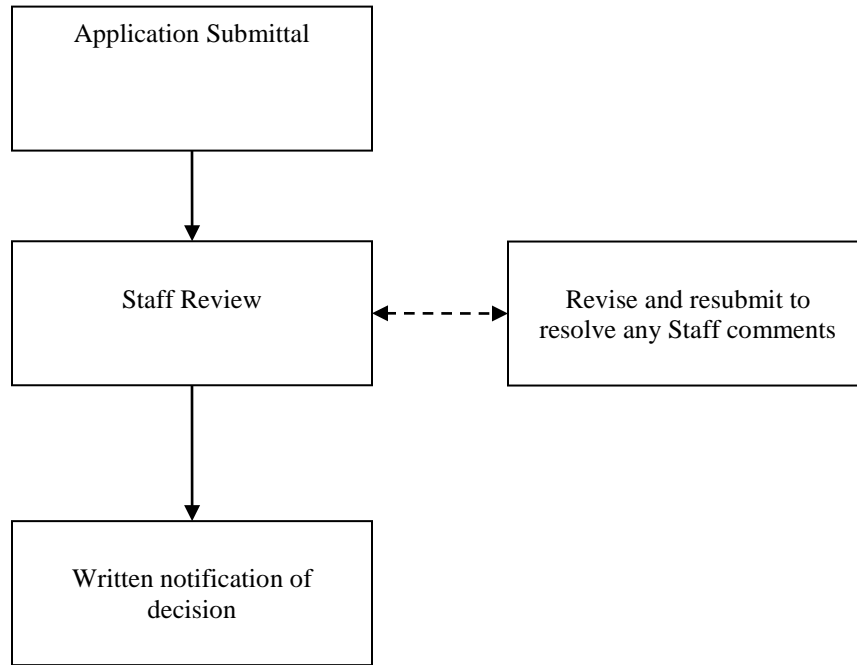 Application Submittal
Staff Review
Revise and resubmit to
resolve any Staff comments
Written notification of
decision